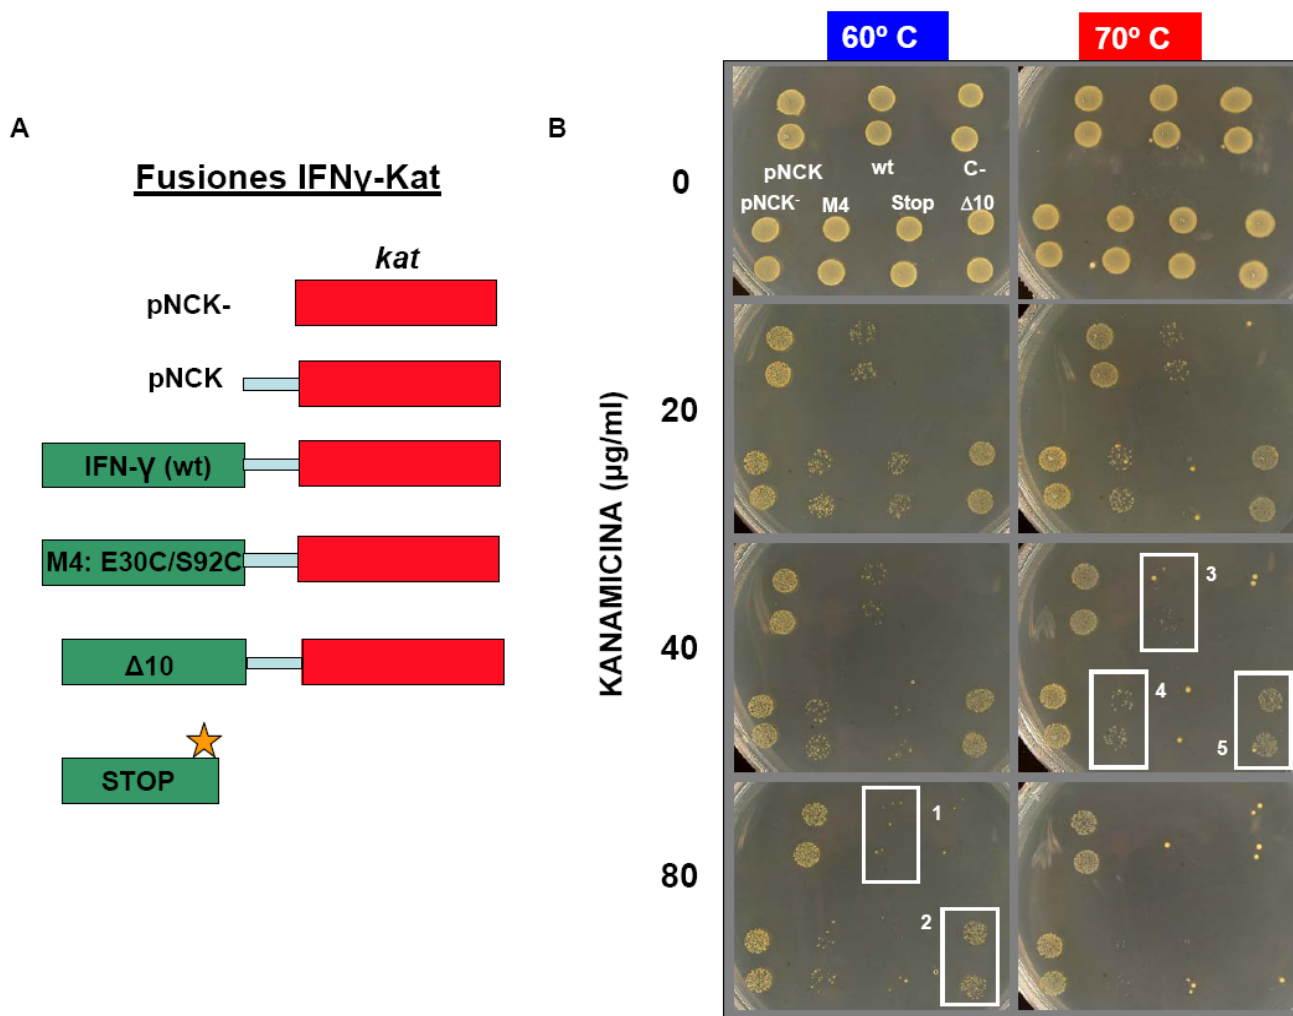 A
Fusiones IFNγ-Kat
kat
pNCK-
pNCK
IFN-γ (wt)
M4: E30C/S92C
Δ10
STOP
B
60º C
70º C
KANAMICINA (µg/ml)
0
pNCK
wt
C-
pNCK-
M4
Stop
Δ10
20
40
3
4
5
80
1
2